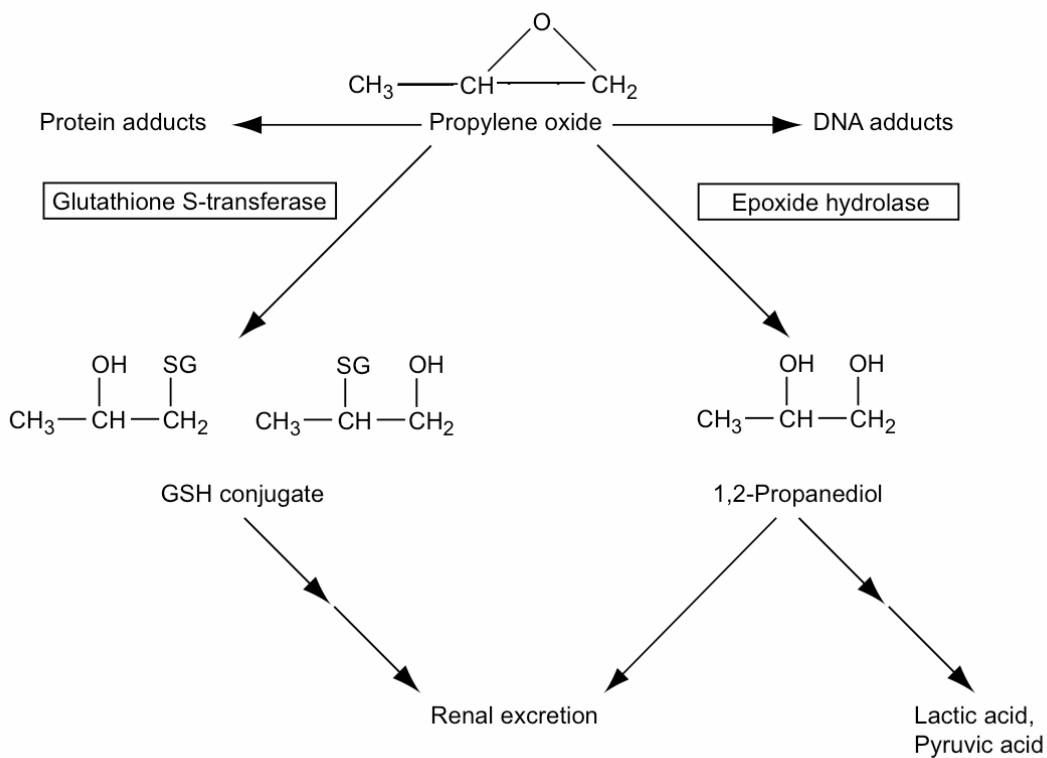 O
CH3 CH CH2
Protein adducts Propylene oxide DNA adducts
Glutathione S-transferase Epoxide hydrolase
OH SG SG OH OH OH
CH3 CH CH2 CH3 CH CH2 CH3 CH CH2
GSH conjugate 1,2-Propanediol
Renal excretion Lactic acid,
Pyruvic acid